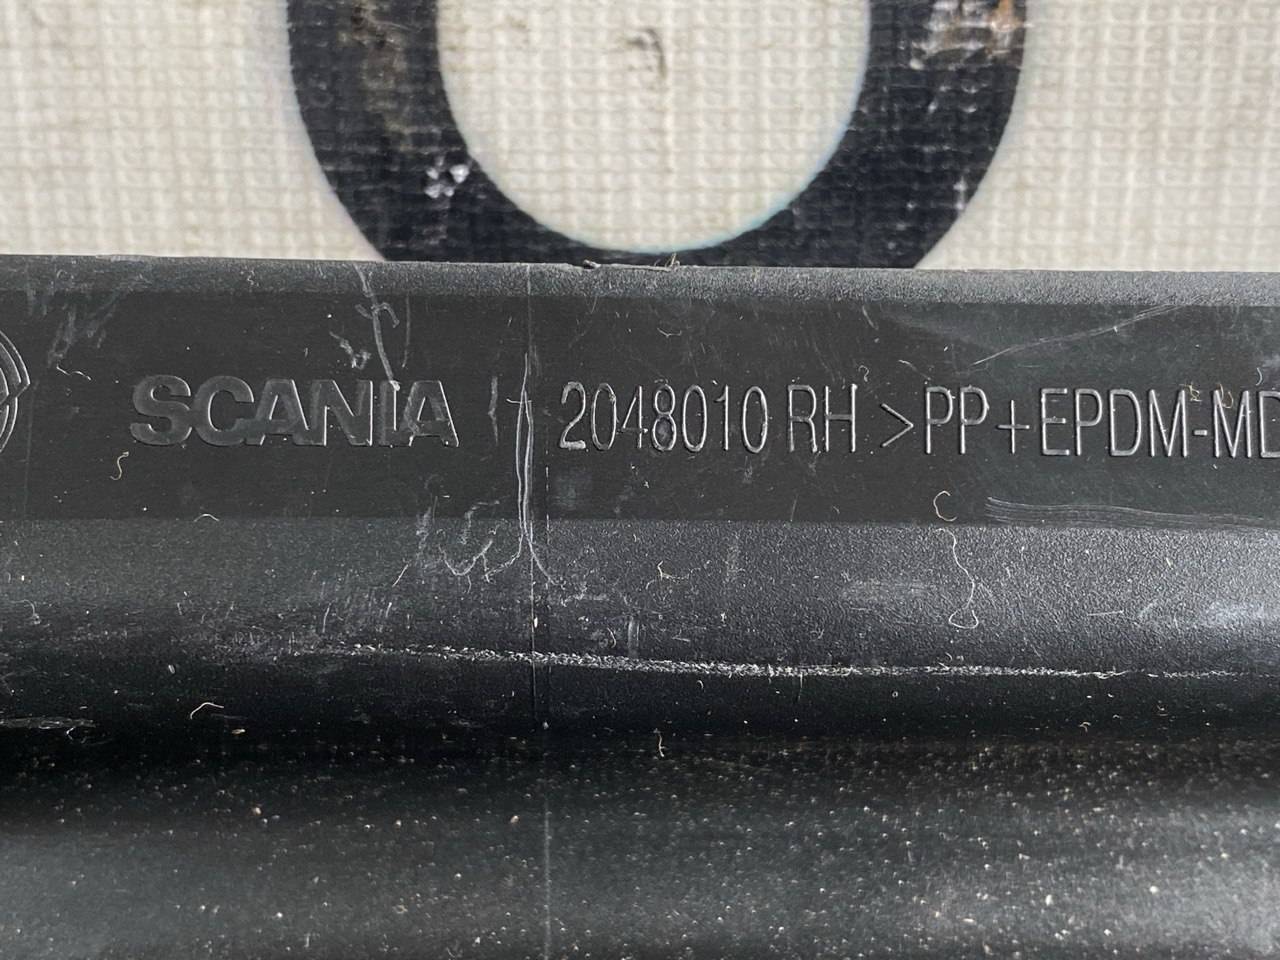 SCANIA 2048010 RH >PP+EPDM-MD